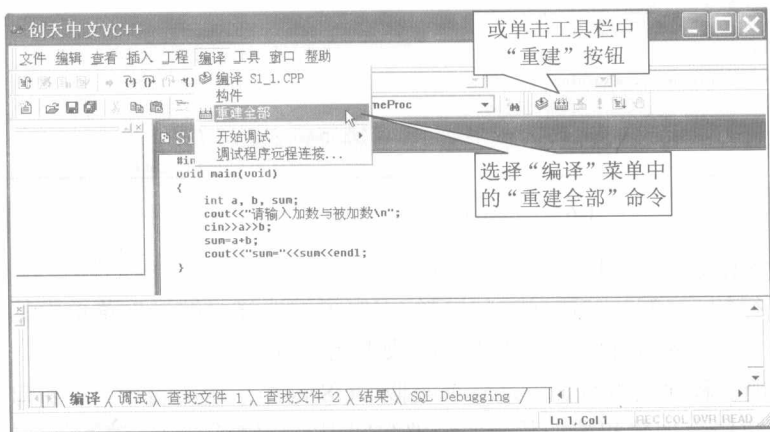 创天中文VC++
或单击工具栏中
“重建”按钮
文件 编辑 查看 插入 工程 编译 工具 窗口 整助
编译 S1_1.CPP
构件
重建全部
开始调试
调试程序远程连接...
meProc
选择“编译”菜单中
的“重建全部”命令
S1
#in
void main(void)
{
int a, b, sum;
cout<<"请输入加数与被加数\n";
cin>>a>>b;
sum=a+b;
cout<<"sum="<<sum<<endl;
}
编译 调试 查找文件 1 查找文件 2 结果 SQL Debugging
Ln 1, Col 1 REC COL OVR READ